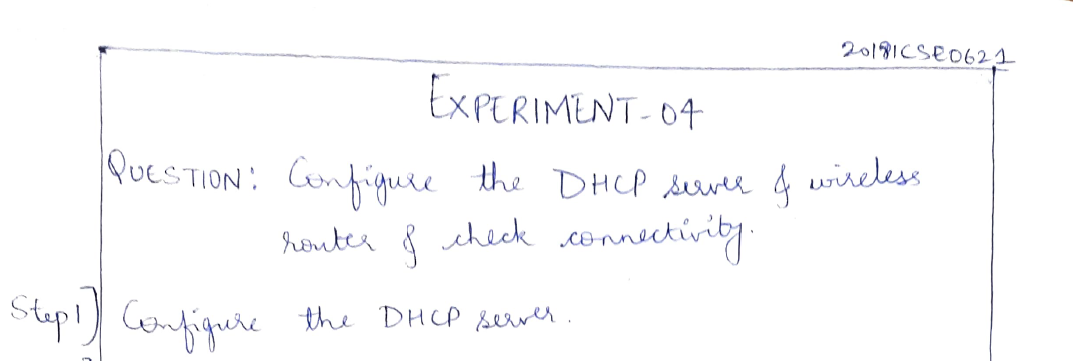 20181CSE0621
EXPERIMENT-04
QUESTION: Configure the DHCP server & wireless
router & check connectivity.
Step1) Configure the DHCP server.